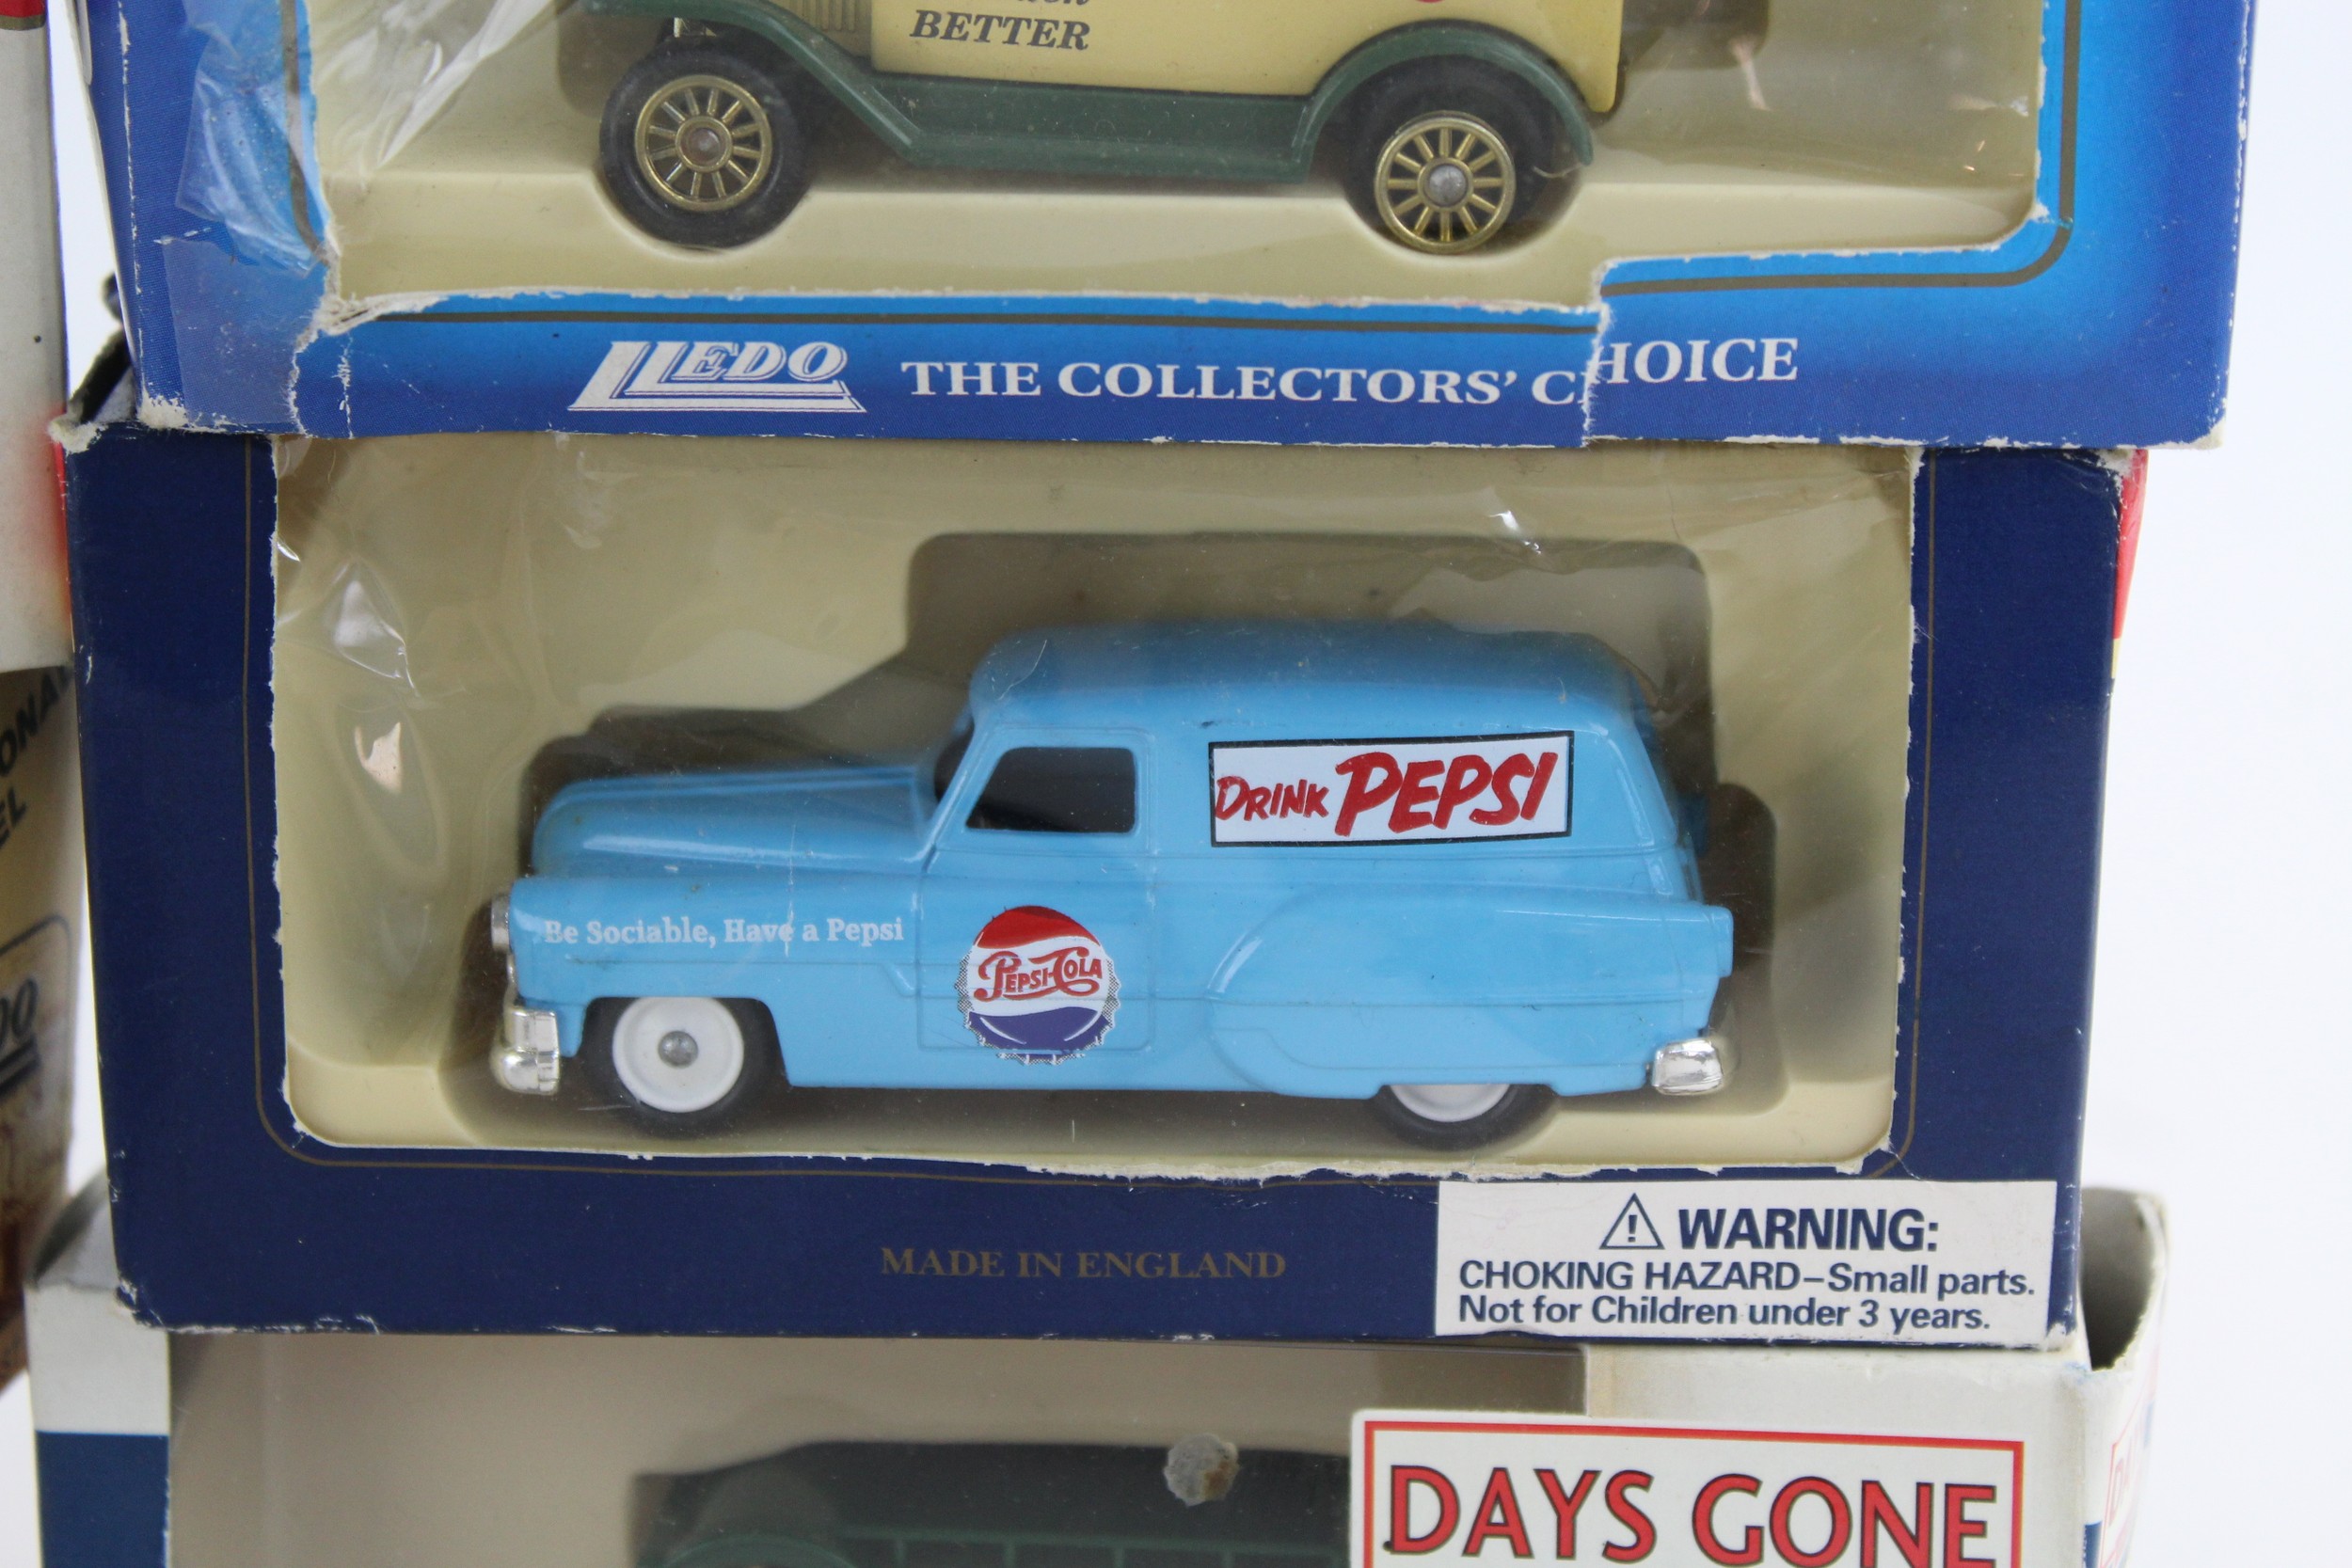 BETTER
LLEDO THE COLLECTORS' CHOICE
DRINK PEPSI
Be Sociable, Have a Pepsi
PEPSI-COLA
MADE IN ENGLAND
WARNING:
CHOKING HAZARD–Small parts.
Not for Children under 3 years.
DAYS GONE